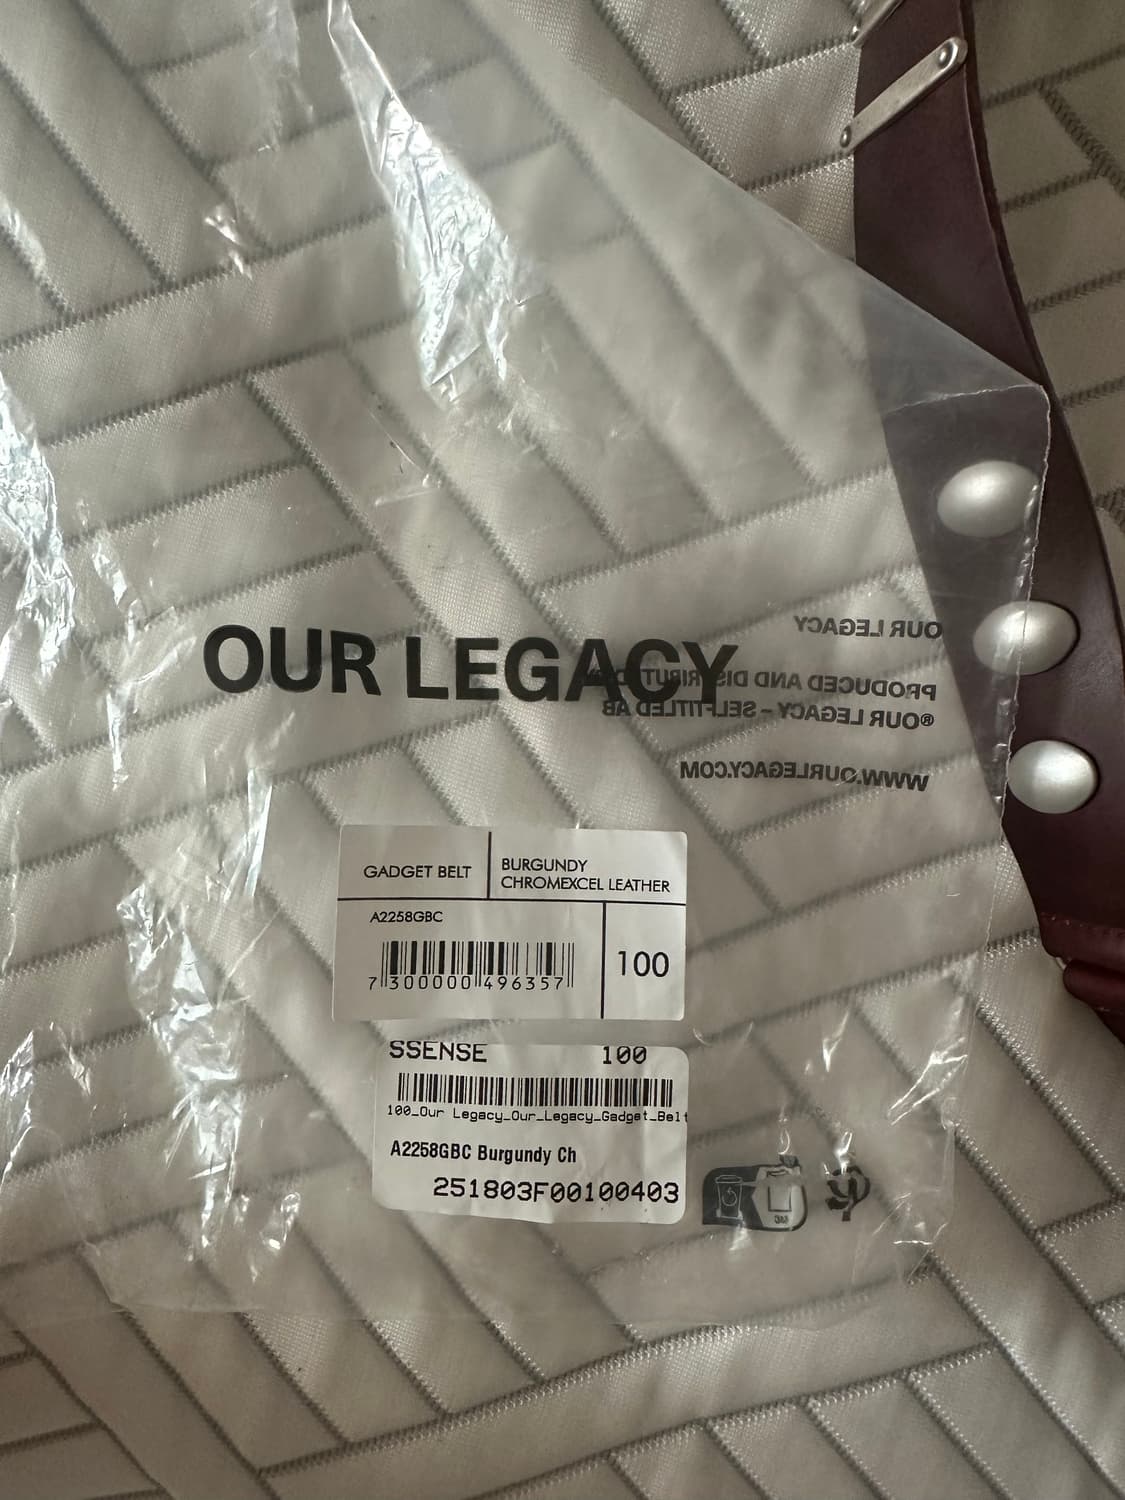 OUR LEGACY
OUR LEGACY
PRODUCED AND DISTRIBUTED BY
®OUR LEGACY – SELF-TITLED AB
WWW.OURLEGACY.COM
GADGET BELT
BURGUNDY
CHROMEXCEL LEATHER
A2258GBC
100
7 300000 496357
SSENSE 100
100_Our Legacy_Our_Legacy_Gadget_Belt
A2258GBC Burgundy Ch
251803F00100403